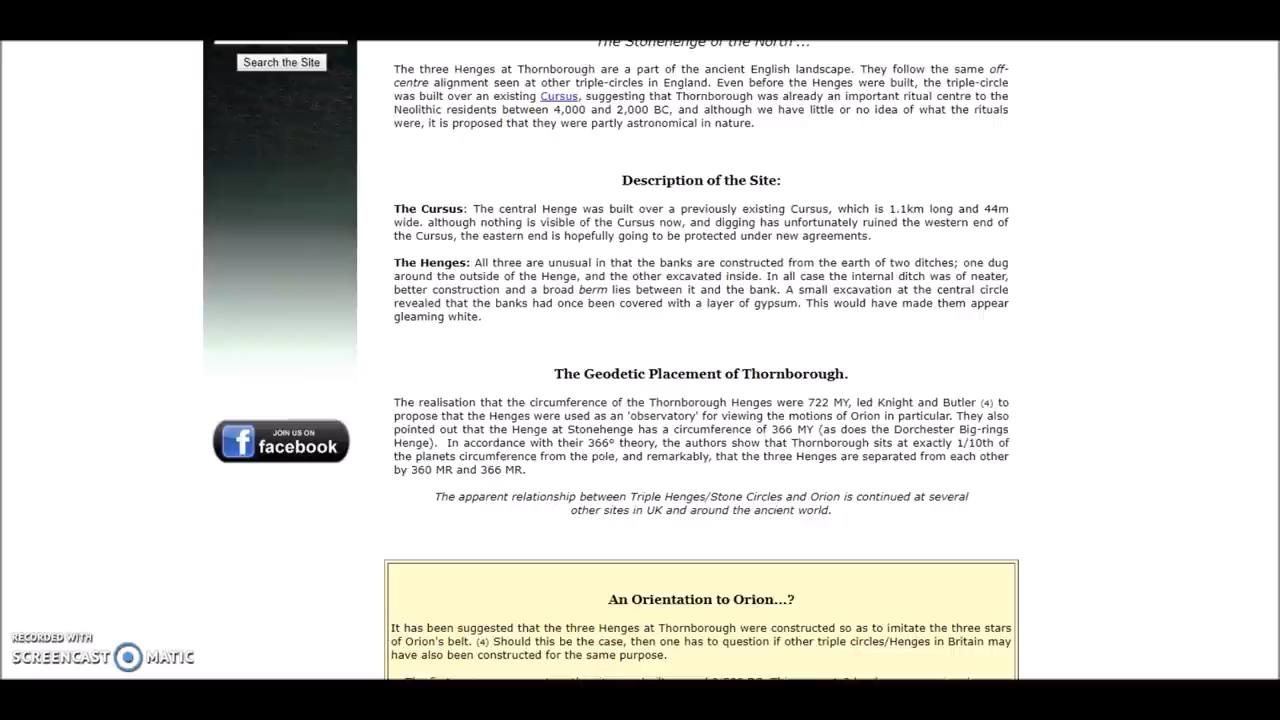 The Stonehenge of the North'...
Search the Site
The three Henges at Thornborough are a part of the ancient English landscape. They follow the same off-
centre alignment seen at other triple-circles in England. Even before the Henges were built, the triple-circle
was built over an existing Cursus, suggesting that Thornborough was already an important ritual centre to the
Neolithic residents between 4,000 and 2,000 BC, and although we have little or no idea of what the rituals
were, it is proposed that they were partly astronomical in nature.
Description of the Site:
The Cursus: The central Henge was built over a previously existing Cursus, which is 1.1km long and 44m
wide. although nothing is visible of the Cursus now, and digging has unfortunately ruined the western end of
the Cursus, the eastern end is hopefully going to be protected under new agreements.
The Henges: All three are unusual in that the banks are constructed from the earth of two ditches; one dug
around the outside of the Henge, and the other excavated inside. In all case the internal ditch was of neater,
better construction and a broad berm lies between it and the bank. A small excavation at the central circle
revealed that the banks had once been covered with a layer of gypsum. This would have made them appear
gleaming white.
The Geodetic Placement of Thornborough.
The realisation that the circumference of the Thornborough Henges were 722 MY, led Knight and Butler (4) to
propose that the Henges were used as an 'observatory' for viewing the motions of Orion in particular. They also
pointed out that the Henge at Stonehenge has a circumference of 366 MY (as does the Dorchester Big-rings
Henge). In accordance with their 366° theory, the authors show that Thornborough sits at exactly 1/10th of
the planets circumference from the pole, and remarkably, that the three Henges are separated from each other
by 360 MR and 366 MR.
JOIN US ON
facebook
The apparent relationship between Triple Henges/Stone Circles and Orion is continued at several
other sites in UK and around the ancient world.
An Orientation to Orion...?
It has been suggested that the three Henges at Thornborough were constructed so as to imitate the three stars
of Orion's belt. (4) Should this be the case, then one has to question if other triple circles/Henges in Britain may
have also been constructed for the same purpose.
RECORDED WITH
SCREENCAST MATIC